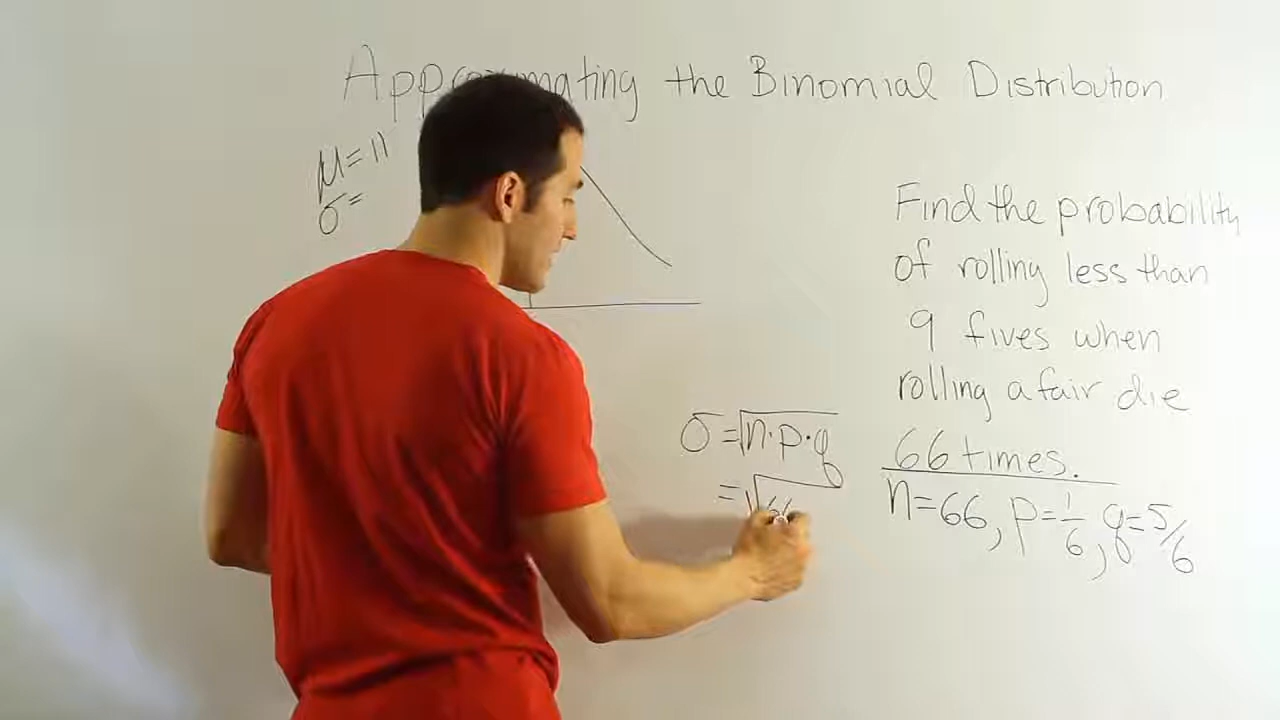 Approximating the Binomial Distribution
μ = 11
σ =
Find the probability
of rolling less than
9 fives when
rolling a fair die
66 times.
n=66, p=1/6, q=5/6
σ = √n·p·q
= √66